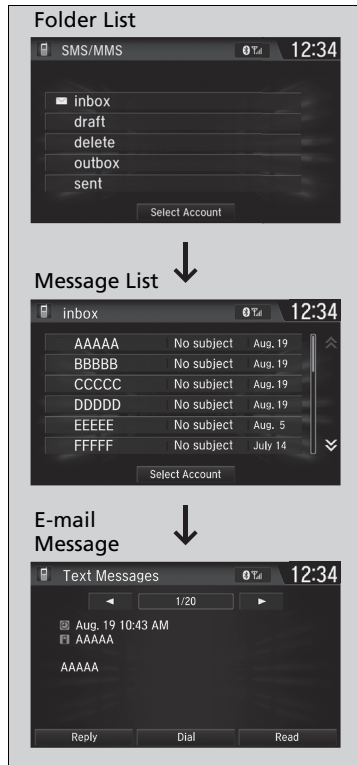 Folder List
SMS/MMS 12:34
inbox
draft
delete
outbox
sent
Select Account
Message List
inbox 12:34
AAAAA No subject Aug. 19
BBBBB No subject Aug. 19
CCCCC No subject Aug. 19
DDDDD No subject Aug. 19
EEEEE No subject Aug. 5
FFFFF No subject July 14
Select Account
E-mail
Message
Text Messages 12:34
1/20
Aug. 19 10:43 AM
AAAAA
AAAAA
Reply Dial Read